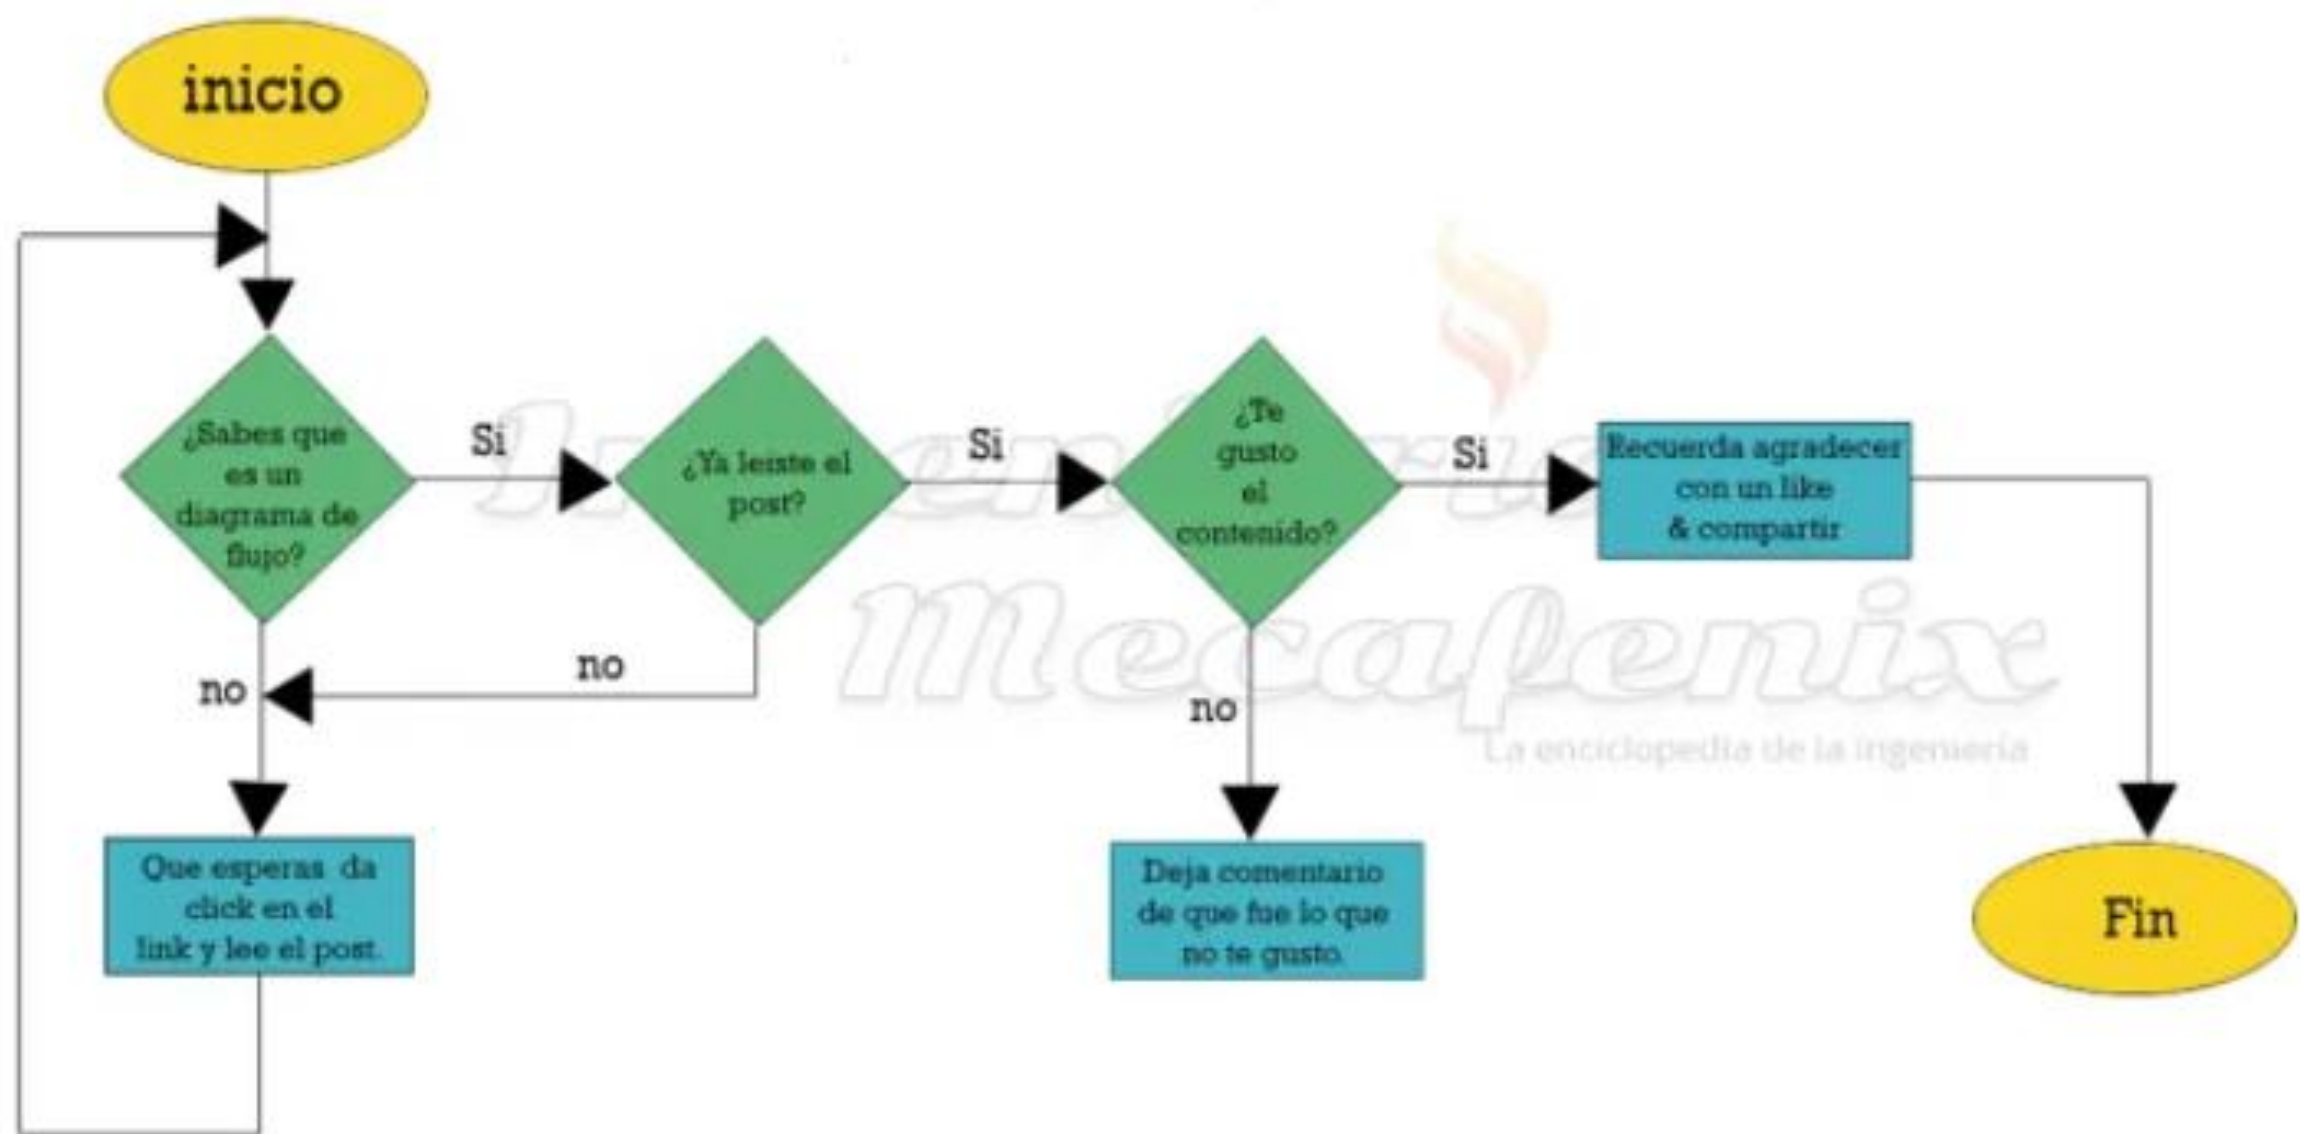 inicio
¿Sabes que
es un
diagrama de
flujo?
Si
¿Ya leiste el
post?
Si
¿Te
gusto
el
contenido?
Si
Recuerda agradecer
con un like
& compartir
no
no
no
Que esperas da
click en el
link y lee el post.
Deja comentario
de que fue lo que
no te gusto.
Fin
Mecafenix
La enciclopedia de la ingeniería